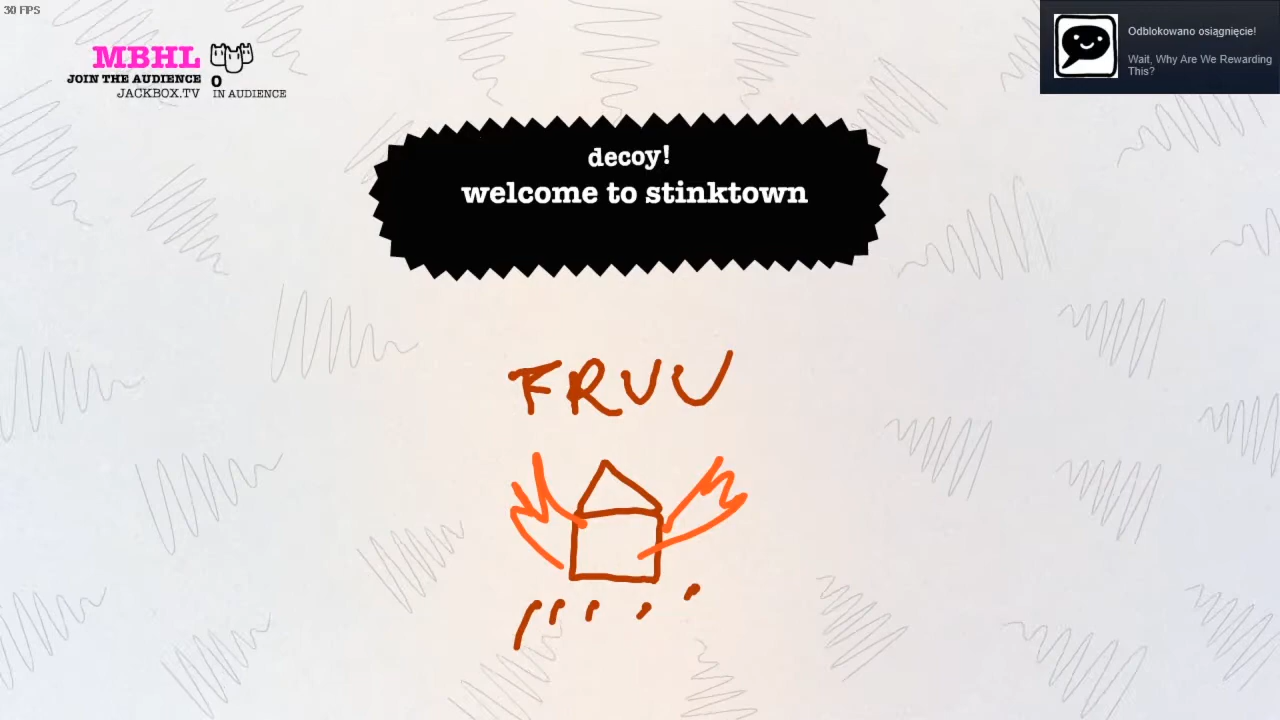 30 FPS
MBHL
JOIN THE AUDIENCE
JACKBOX.TV
0
IN AUDIENCE
Odblokowano osiągnięcie!
Wait, Why Are We Rewarding
This?
decoy!
welcome to stinktown
FRUU